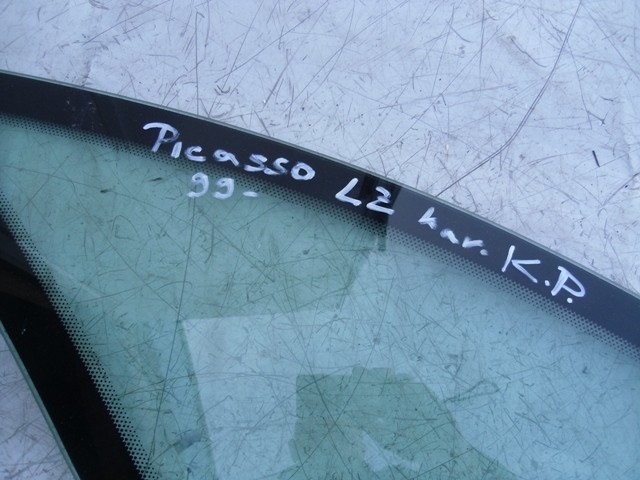 Picasso LZ kar. K.P.
99-